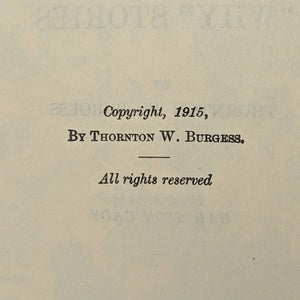 Copyright, 1915,
By Thornton W. Burgess.
All rights reserved